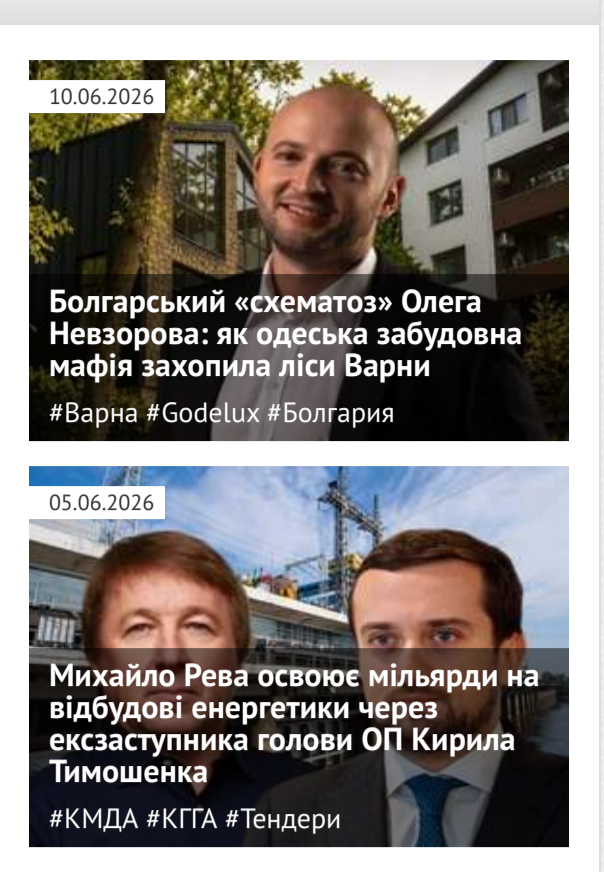 10.06.2026
Болгарський «схематоз» Олега
Невзорова: як одеська забудовна
мафія захопила ліси Варни
#Варна #Godelux #Болгария
05.06.2026
Михайло Рева освоює мільярди на
відбудові енергетики через
ексзаступника голови ОП Кирила
Тимошенка
#КМДА #КГГА #Тендери